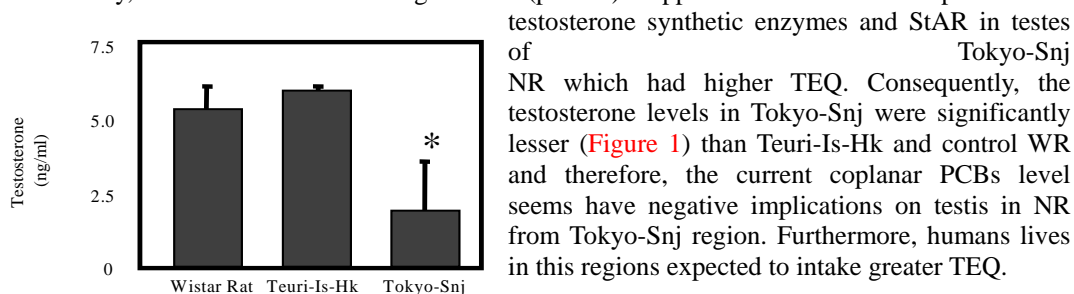 testosterone synthetic enzymes and StAR in testes
of Tokyo-Snj
NR which had higher TEQ. Consequently, the
testosterone levels in Tokyo-Snj were significantly
lesser (Figure 1) than Teuri-Is-Hk and control WR
and therefore, the current coplanar PCBs level
seems have negative implications on testis in NR
from Tokyo-Snj region. Furthermore, humans lives
in this regions expected to intake greater TEQ.
Testosterone
(ng/ml)
7.5
5.0
2.5
0
*
Wistar Rat Teuri-Is-Hk Tokyo-Snj